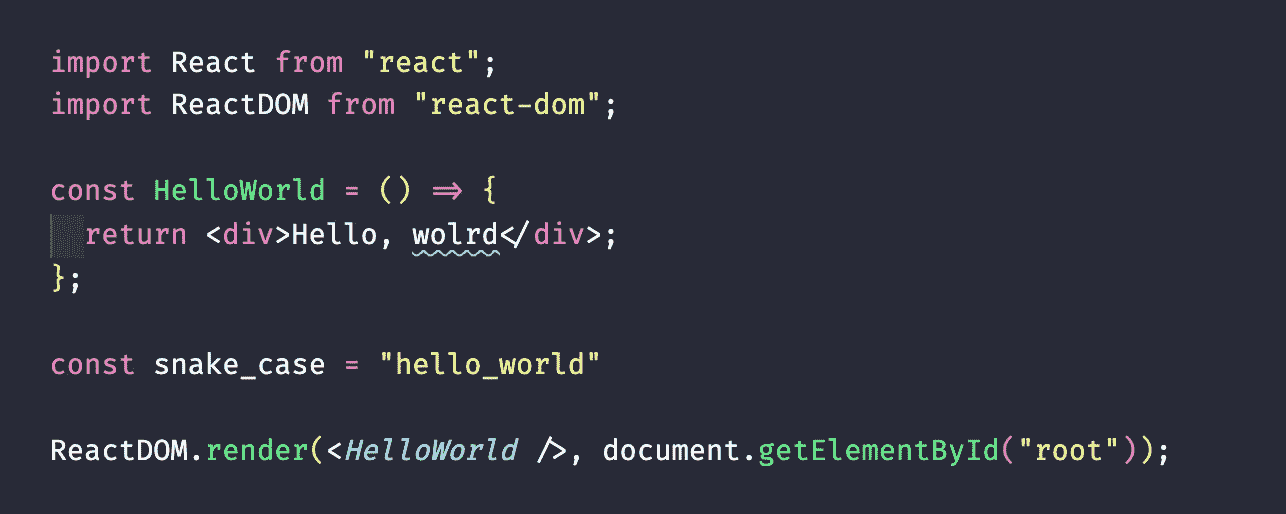 import React from "react";
import ReactDOM from "react-dom";
const HelloWorld = () => {
return <div>Hello, wolrd</div>;
};
const snake_case = "hello_world"
ReactDOM.render(<HelloWorld />, document.getElementById("root"));